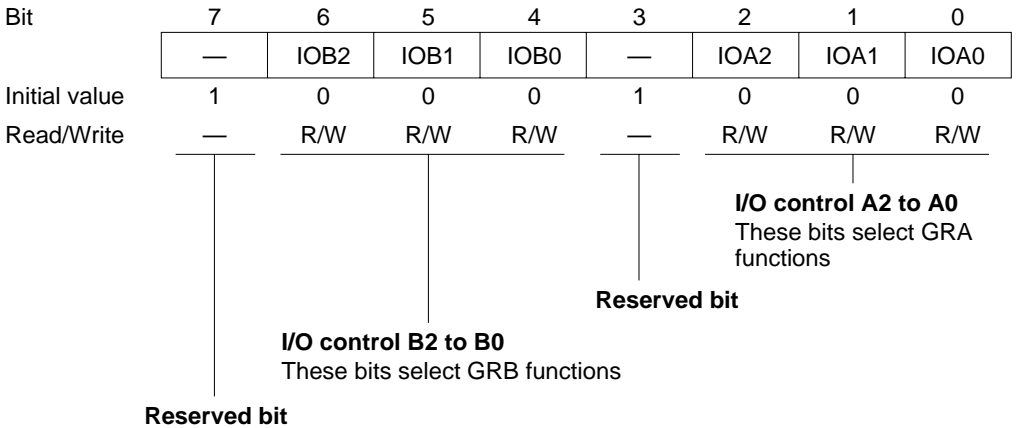 Bit 7 6 5 4 3 2 1 0
— IOB2 IOB1 IOB0 — IOA2 IOA1 IOA0
Initial value 1 0 0 0 1 0 0 0
Read/Write — R/W R/W R/W — R/W R/W R/W
I/O control A2 to A0
These bits select GRA
functions
Reserved bit
I/O control B2 to B0
These bits select GRB functions
Reserved bit